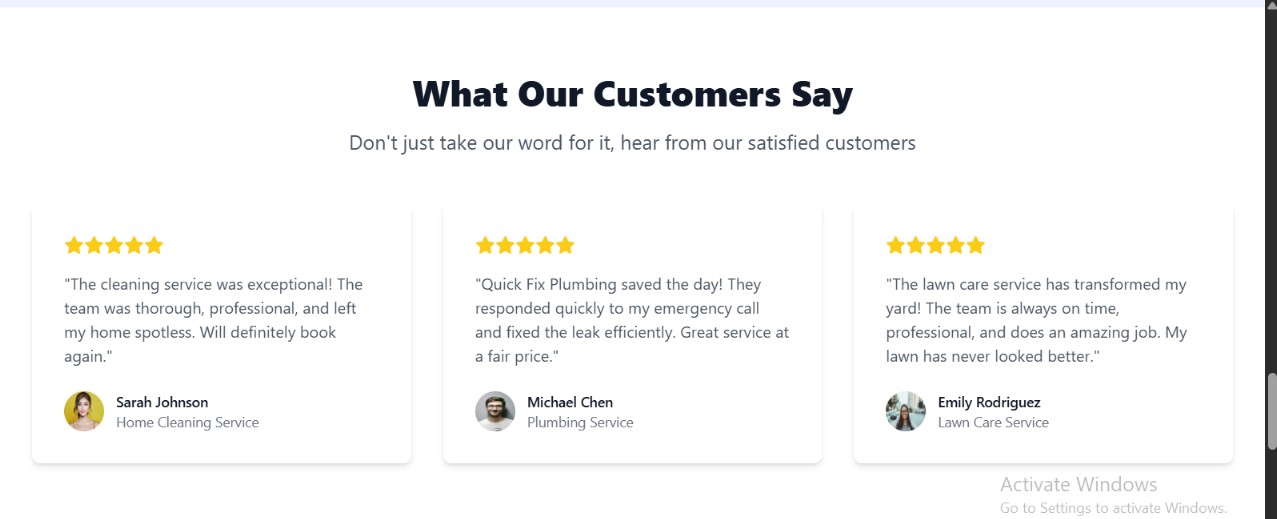 What Our Customers Say
Don't just take our word for it, hear from our satisfied customers
"The cleaning service was exceptional! The
team was thorough, professional, and left
my home spotless. Will definitely book
again."
Sarah Johnson
Home Cleaning Service
"Quick Fix Plumbing saved the day! They
responded quickly to my emergency call
and fixed the leak efficiently. Great service at
a fair price."
Michael Chen
Plumbing Service
"The lawn care service has transformed my
yard! The team is always on time,
professional, and does an amazing job. My
lawn has never looked better."
Emily Rodriguez
Lawn Care Service
Activate Windows
Go to Settings to activate Windows.